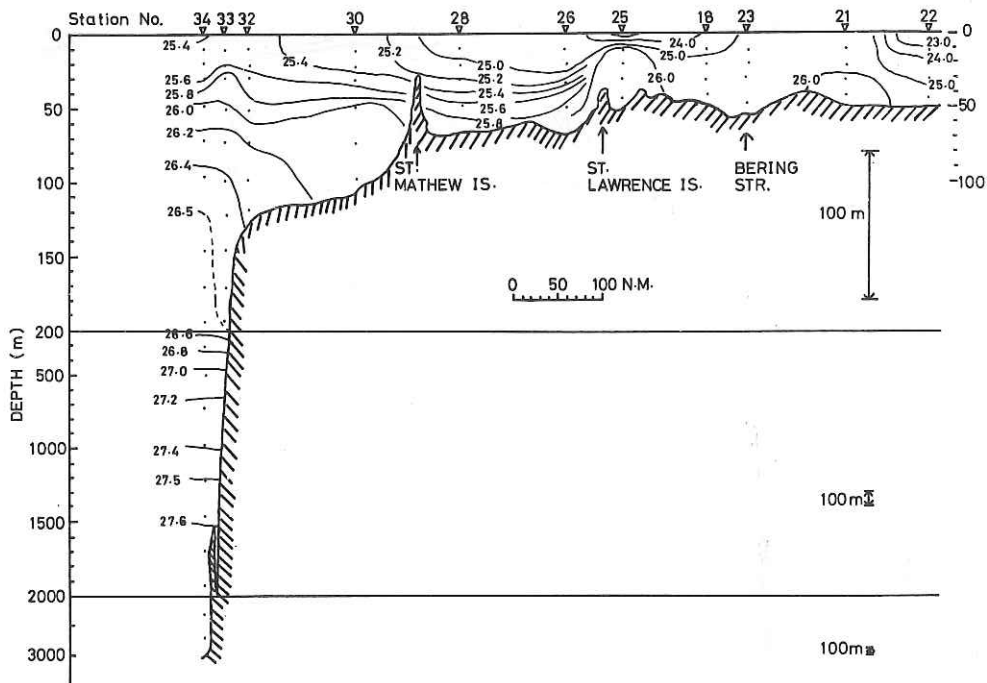 Station No. 34 33 32 30 28 26 25 18 23 21 22
0 0
25.4 25.4 25.2 25.0 24.0 23.0
25.2 25.0 24.0
25.6 25.4 26.0 26.0 25.0
25.8 25.6
26.0 25.8
50 -50
26.2
26.4
ST. ST. BERING
MATHEW IS. LAWRENCE IS. STR.
100 -100
26.5
100 m
150
0 50 100 N.M.
200
26.6
26.8
27.0
500
27.2
DEPTH (m)
1000
27.4
27.5
100m
1500
27.6
2000
3000
100m